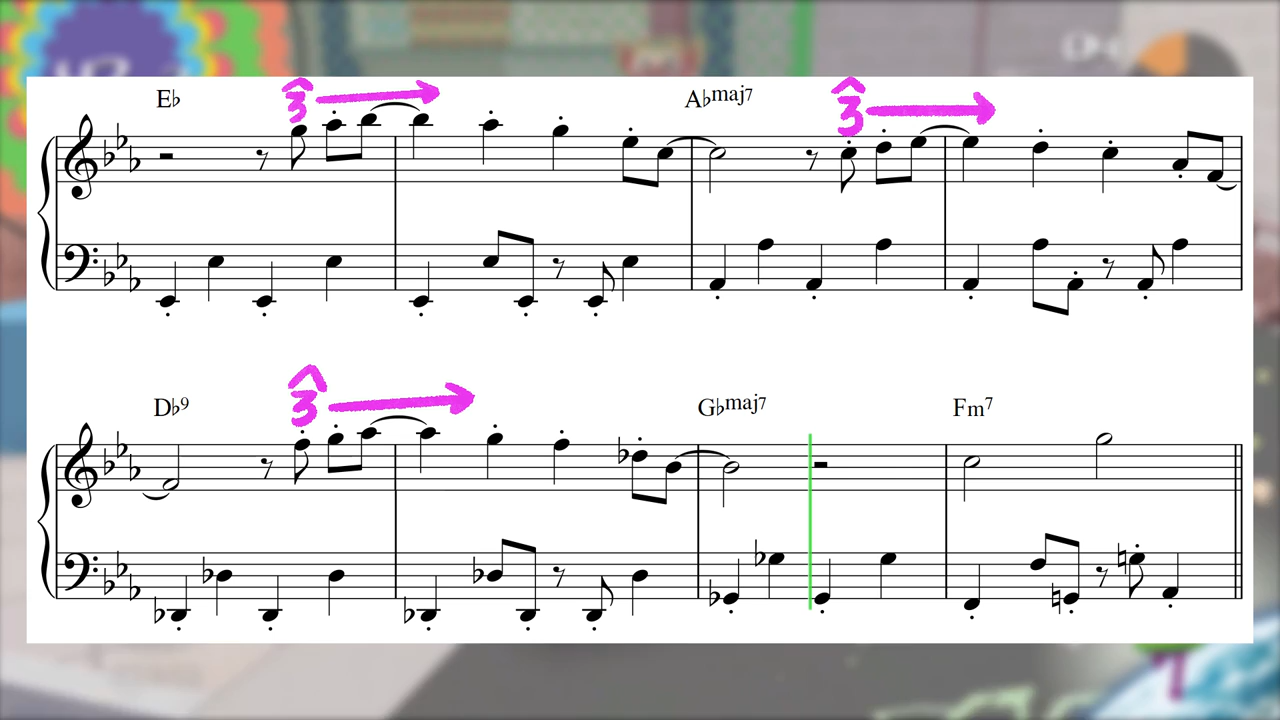 E♭ 3̂ A♭maj7 3̂
D♭9 3̂ G♭maj7 Fm7